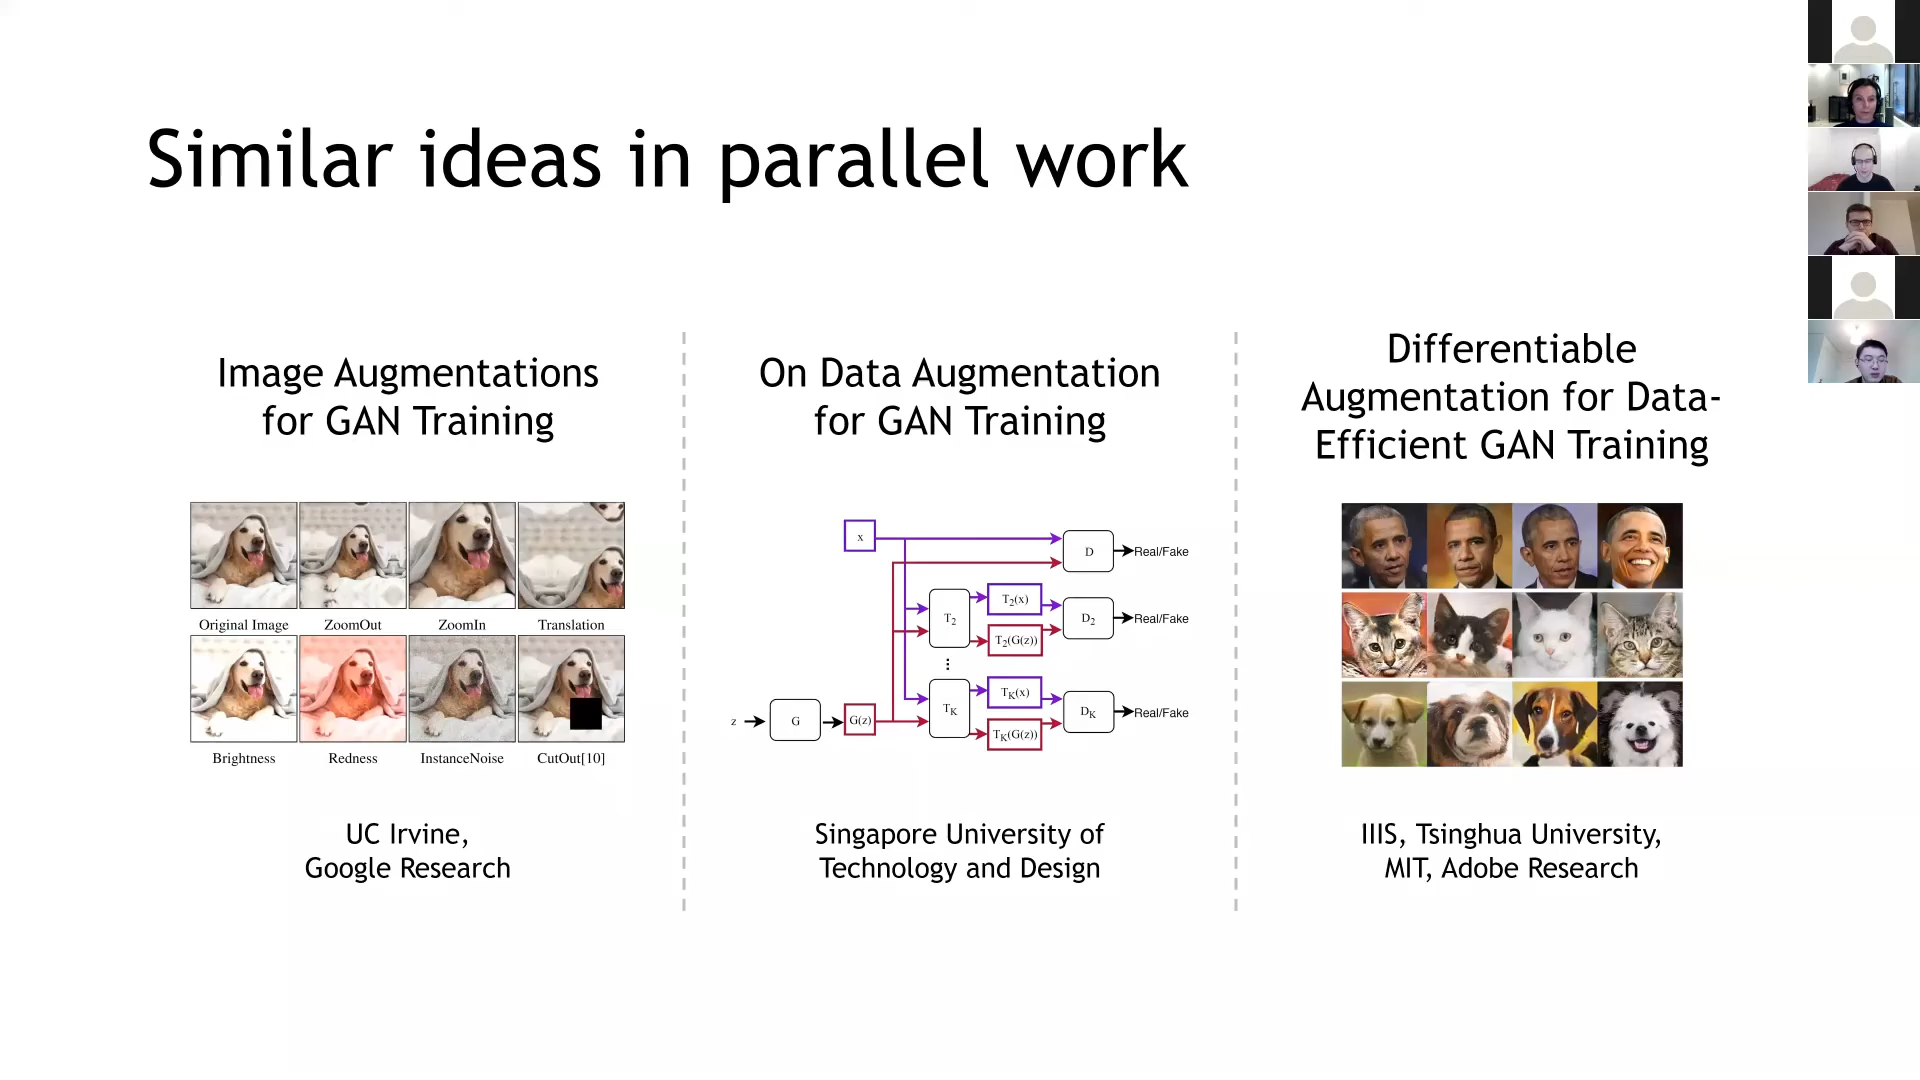 Similar ideas in parallel work
Image Augmentations
for GAN Training
Original Image
ZoomOut
ZoomIn
Translation
Brightness
Redness
InstanceNoise
CutOut[10]
UC Irvine,
Google Research
On Data Augmentation
for GAN Training
x
D
Real/Fake
T2
T2(x)
T2(G(z))
D2
Real/Fake
⋮
TK
TK(x)
TK(G(z))
DK
Real/Fake
z
G
G(z)
Singapore University of
Technology and Design
Differentiable
Augmentation for Data-
Efficient GAN Training
IIIS, Tsinghua University,
MIT, Adobe Research